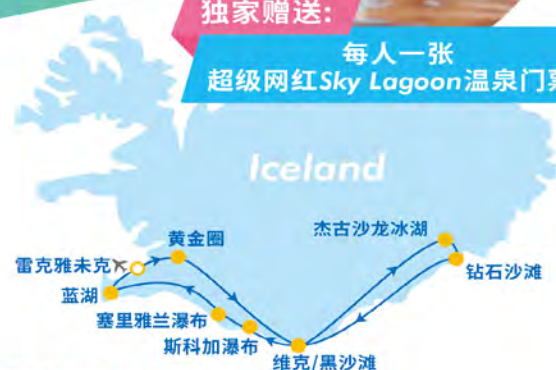 独家赠送:
每人一张
超级网红Sky Lagoon温泉门票
Iceland
黄金圈
杰古沙龙冰湖
雷克雅未克
钻石沙滩
蓝湖
塞里雅兰瀑布
斯科加瀑布
维克/黑沙滩